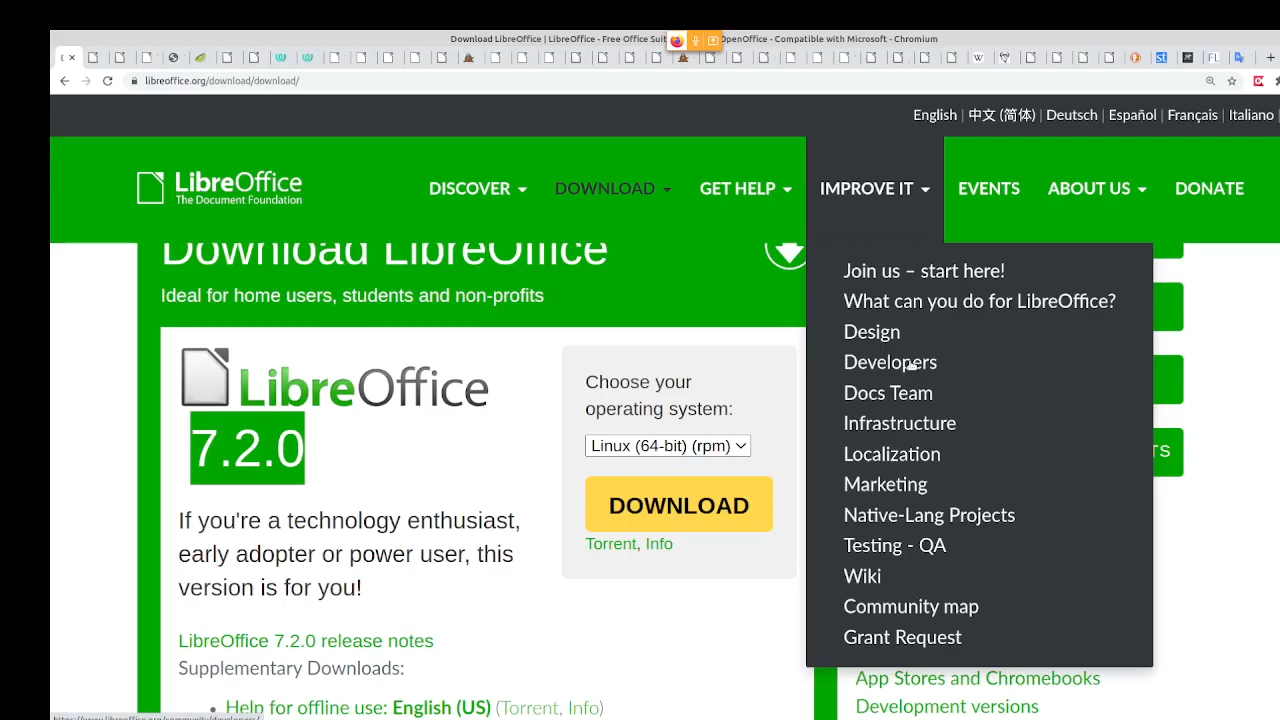 Download LibreOffice | LibreOffice - Free Office Suit OpenOffice - Compatible with Microsoft - Chromium
libreoffice.org/download/download/
English | 中文 (简体) | Deutsch | Español | Français | Italiano |
LibreOffice
The Document Foundation
DISCOVER DOWNLOAD GET HELP IMPROVE IT EVENTS ABOUT US DONATE
Download LibreOffice
Ideal for home users, students and non-profits
LibreOffice
7.2.0
If you're a technology enthusiast,
early adopter or power user, this
version is for you!
LibreOffice 7.2.0 release notes
Supplementary Downloads:
Help for offline use: English (US) (Torrent, Info)
Choose your
operating system:
Linux (64-bit) (rpm)
DOWNLOAD
Torrent, Info
Join us – start here!
What can you do for LibreOffice?
Design
Developers
Docs Team
Infrastructure
Localization
Marketing
Native-Lang Projects
Testing - QA
Wiki
Community map
Grant Request
TS
App Stores and Chromebooks
Development versions